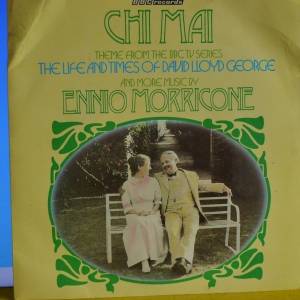 BBC records
CHI MAI
THEME FROM THE BBC TV SERIES
THE LIFE AND TIMES OF DAVID LLOYD GEORGE
AND MORE MUSIC BY
ENNIO MORRICONE